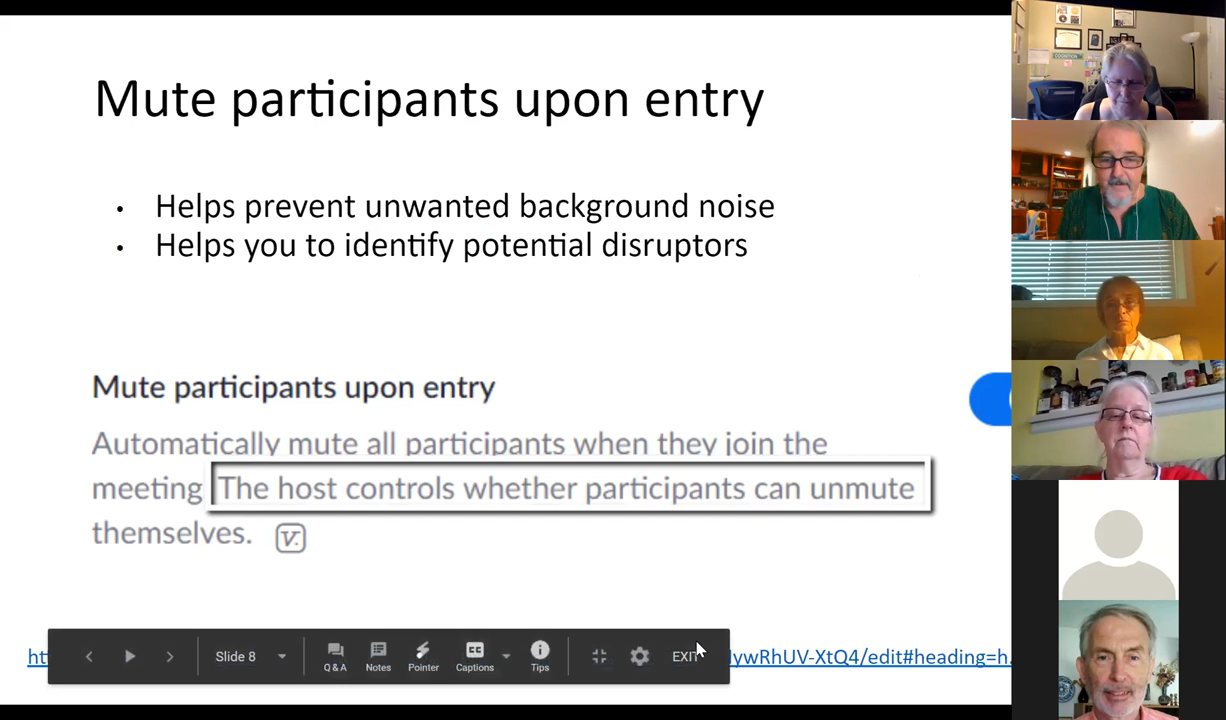 Mute participants upon entry
• Helps prevent unwanted background noise
• Helps you to identify potential disruptors
Mute participants upon entry
Automatically mute all participants when they join the
meeting The host controls whether participants can unmute
themselves. V.
Slide 8
Q & A
Notes
Pointer
CC
Captions
Tips
EXIT
JywRhUV-XtQ4/edit#heading=h.